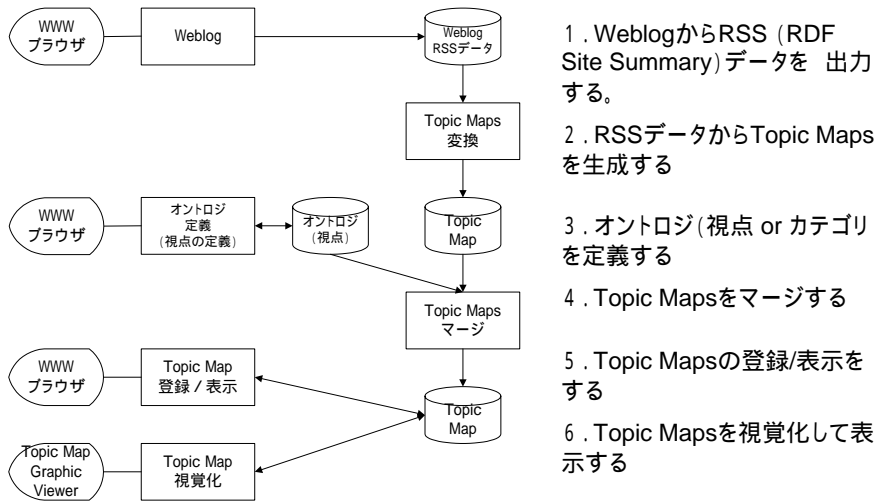 WWW
ブラウザ
Weblog
Weblog
RSSデータ
Topic Maps
変換
WWW
ブラウザ
オントロジ
定義
(視点の定義)
オントロジ
(視点)
Topic
Map
Topic Maps
マージ
WWW
ブラウザ
Topic Map
登録 / 表示
Topic
Map
Topic Map
Graphic
Viewer
Topic Map
視覚化
１. WeblogからRSS (RDF
Site Summary)データを 出力
する。
２. RSSデータからTopic Maps
を生成する
３. オントロジ(視点 or カテゴリ
を定義する
４. Topic Mapsをマージする
５. Topic Mapsの登録/表示を
する
６. Topic Mapsを視覚化して表
示する